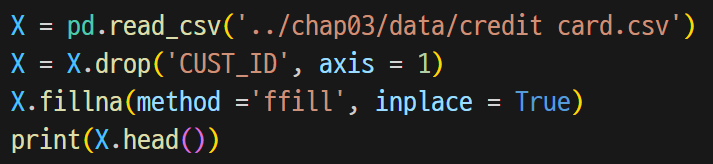 X = pd.read_csv('../chap03/data/credit card.csv')
X = X.drop('CUST_ID', axis = 1)
X.fillna(method ='ffill', inplace = True)
print(X.head())